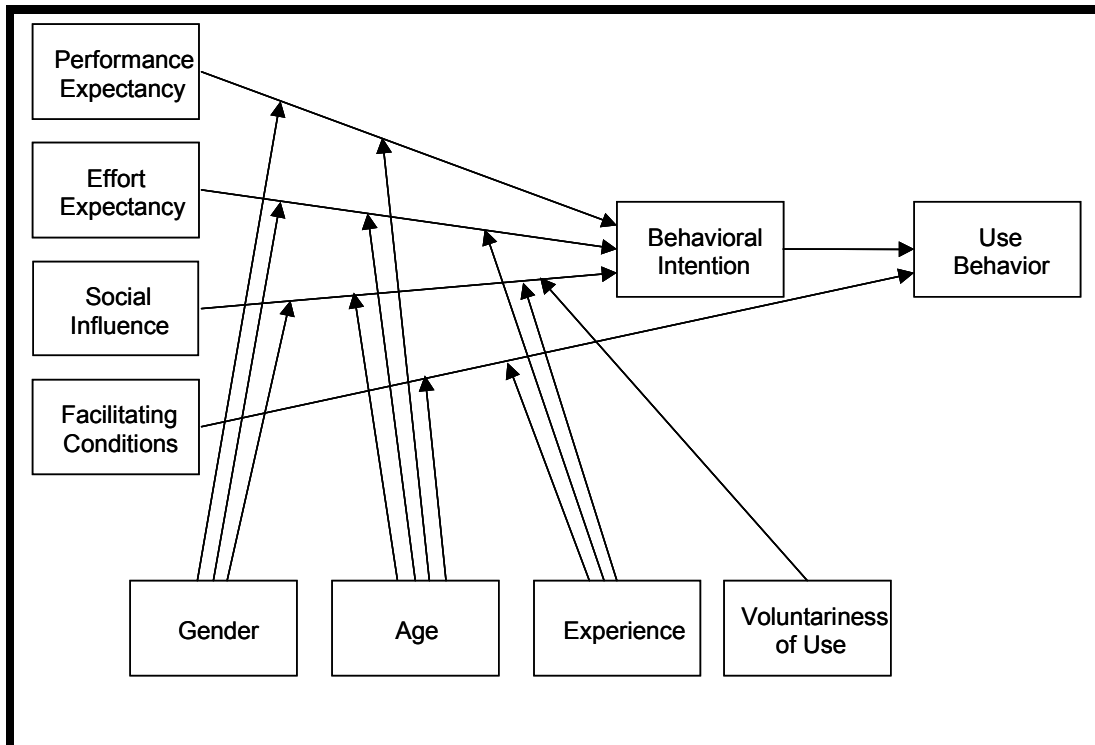 Performance
Expectancy
Effort
Expectancy
Social
Influence
Facilitating
Conditions
Behavioral
Intention
Use
Behavior
Gender
Age
Experience
Voluntariness
of Use